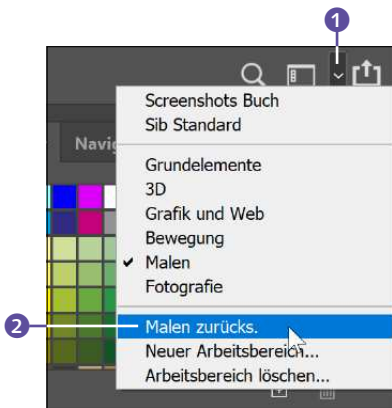 1
Screenshots Buch
Sib Standard
Navig
Grundelemente
3D
Grafik und Web
Bewegung
Malen
Fotografie
2
Malen zurücks.
Neuer Arbeitsbereich...
Arbeitsbereich löschen...